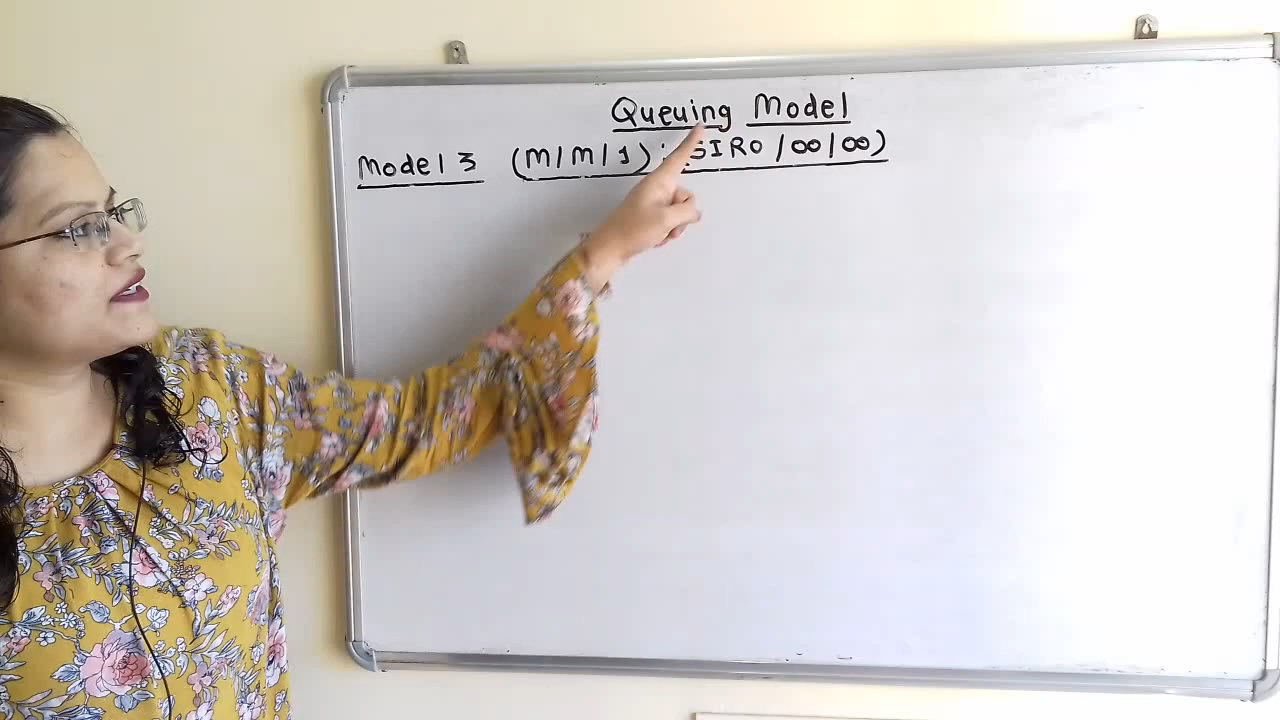 Queuing Model
Model 3 (M/M/1) : (SIRO/∞/∞)